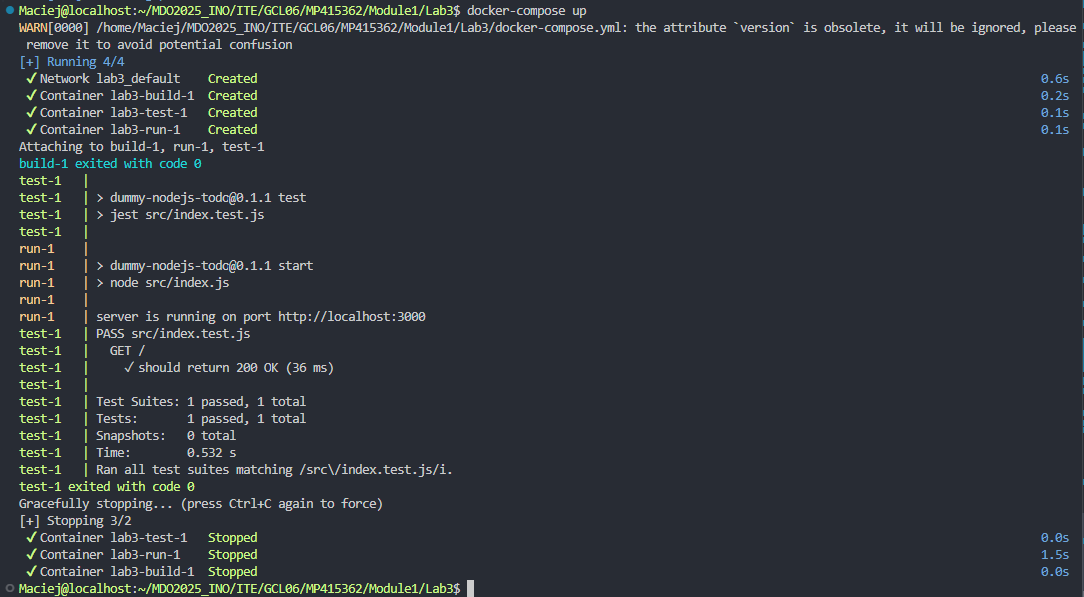 Maciej@localhost:~/MDO2025_INO/ITE/GCL06/MP415362/Module1/Lab3$ docker-compose up
WARN[0000] /home/Maciej/MDO2025_INO/ITE/GCL06/MP415362/Module1/Lab3/docker-compose.yml: the attribute `version` is obsolete, it will be ignored, please
 remove it to avoid potential confusion
[+] Running 4/4
 ✓ Network lab3_default    Created    0.6s
 ✓ Container lab3-build-1  Created    0.2s
 ✓ Container lab3-test-1   Created    0.1s
 ✓ Container lab3-run-1    Created    0.1s
Attaching to build-1, run-1, test-1
build-1 exited with code 0
test-1   |
test-1   | > dummy-nodejs-todo@0.1.1 test
test-1   | > jest src/index.test.js
test-1   |
run-1    |
run-1    | > dummy-nodejs-todo@0.1.1 start
run-1    | > node src/index.js
run-1    |
run-1    | server is running on port http://localhost:3000
test-1   | PASS src/index.test.js
test-1   |   GET /
test-1   |     ✓ should return 200 OK (36 ms)
test-1   |
test-1   | Test Suites: 1 passed, 1 total
test-1   | Tests:       1 passed, 1 total
test-1   | Snapshots:   0 total
test-1   | Time:        0.532 s
test-1   | Ran all test suites matching /src\/index.test.js/i.
test-1 exited with code 0
Gracefully stopping... (press Ctrl+C again to force)
[+] Stopping 3/2
 ✓ Container lab3-test-1   Stopped    0.0s
 ✓ Container lab3-run-1    Stopped    1.5s
 ✓ Container lab3-build-1  Stopped    0.0s
Maciej@localhost:~/MDO2025_INO/ITE/GCL06/MP415362/Module1/Lab3$